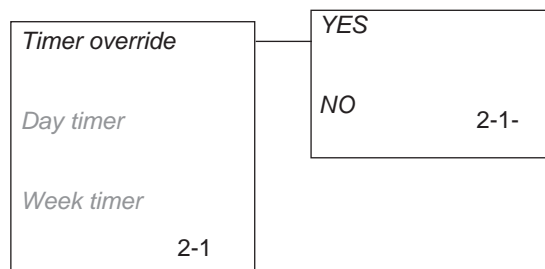 Timer override
Day timer
Week timer
2-1
YES
NO
2-1-